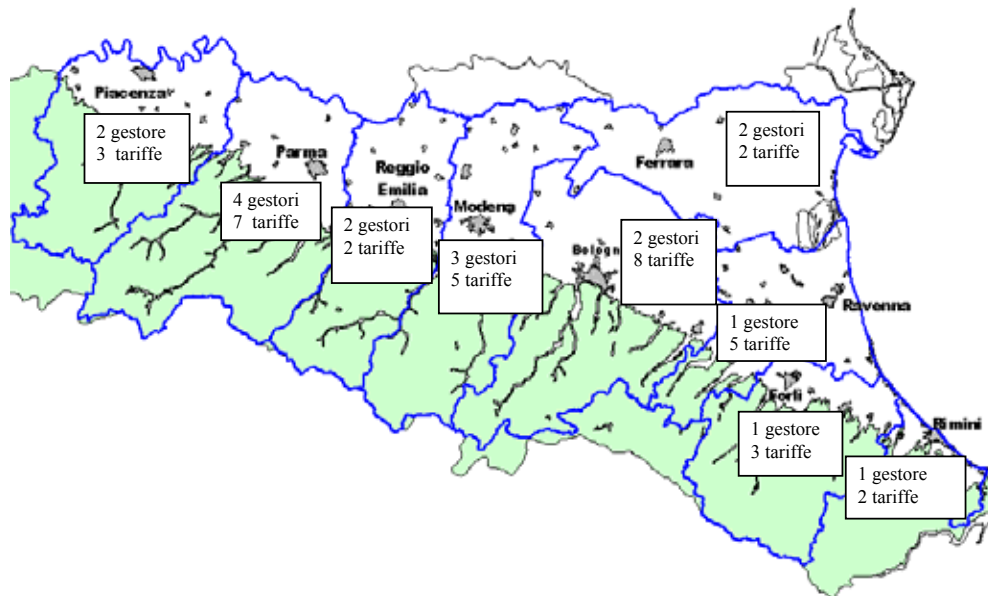 Piacenza
2 gestore
3 tariffe
Parma
4 gestori
7 tariffe
Reggio
Emilia
2 gestori
2 tariffe
Modena
3 gestori
5 tariffe
Bologn
2 gestori
8 tariffe
Ferrara
2 gestori
2 tariffe
Ravenna
1 gestore
5 tariffe
Forlì
1 gestore
3 tariffe
Rimini
1 gestore
2 tariffe